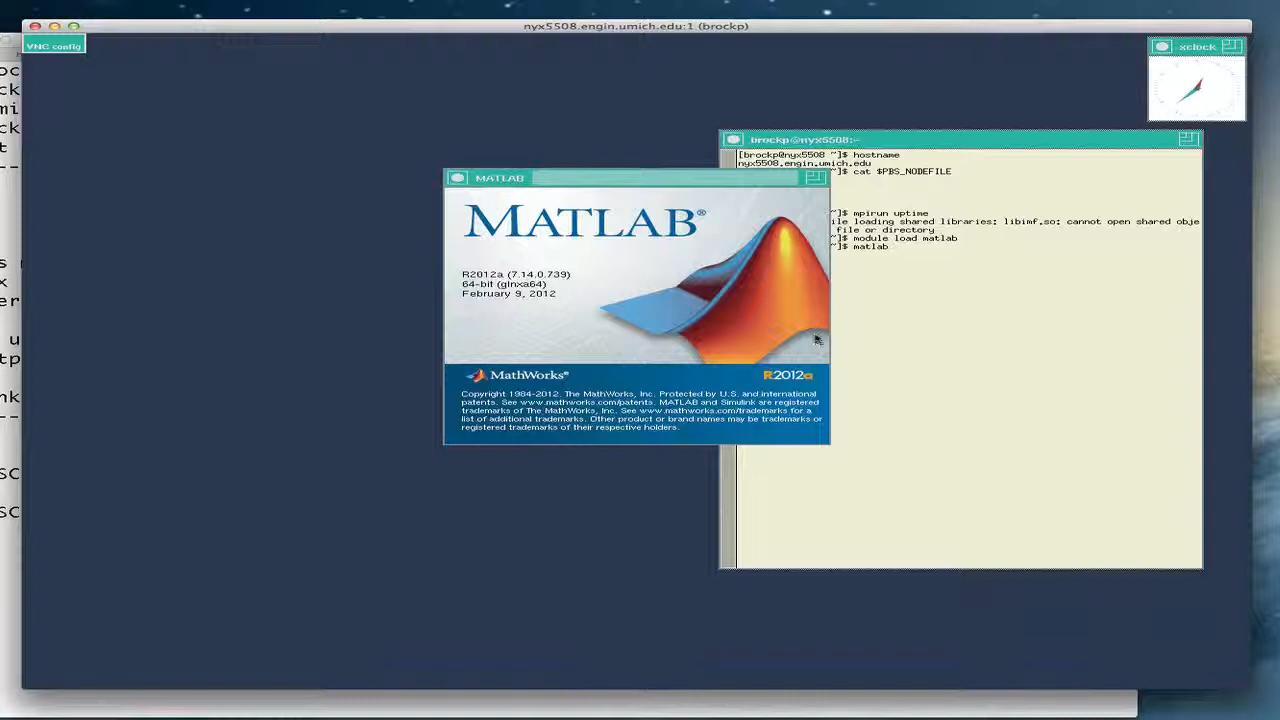 nyx5508.engin.umich.edu:1 (brockp)
VNC config
xclock
brockp@nyx5508:~
[brockp@nyx5508 ~]$ hostname
nyx5508.engin.umich.edu
~]$ cat $PBS_NODEFILE
~]$ mpirun uptime
ile loading shared libraries: libimf.so: cannot open shared obje
file or directory
~]$ module load matlab
~]$ matlab
MATLAB
MATLAB®
R2012a (7.14.0.739)
64-bit (glnxa64)
February 9, 2012
MathWorks®
R2012a
Copyright 1984-2012, The MathWorks, Inc. Protected by U.S. and international
patents. See www.mathworks.com/patents. MATLAB and Simulink are registered
trademarks of The MathWorks, Inc. See www.mathworks.com/trademarks for a
list of additional trademarks. Other product or brand names may be trademarks or
registered trademarks of their respective holders.